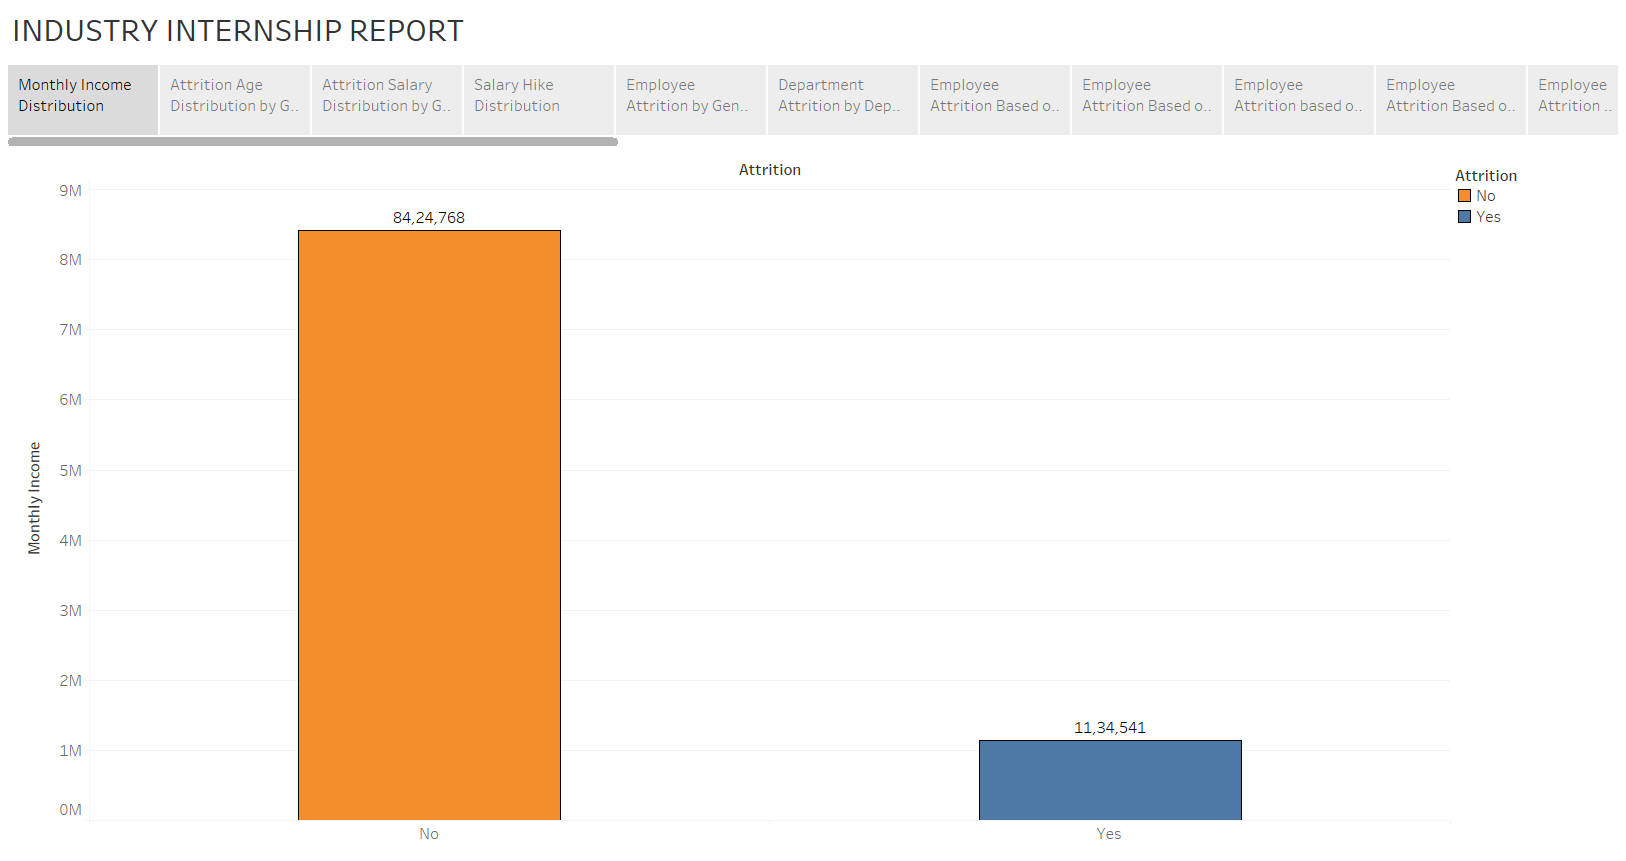 INDUSTRY INTERNSHIP REPORT
Monthly Income
Distribution
Attrition Age
Distribution by G..
Attrition Salary
Distribution by G..
Salary Hike
Distribution
Employee
Attrition by Gen..
Department
Attrition by Dep..
Employee
Attrition Based o..
Employee
Attrition Based o..
Employee
Attrition based o..
Employee
Attrition Based o..
Employee
Attrition ..
Attrition
Attrition
No
Yes
Monthly Income
9M
8M
7M
6M
5M
4M
3M
2M
1M
0M
84,24,768
11,34,541
No
Yes